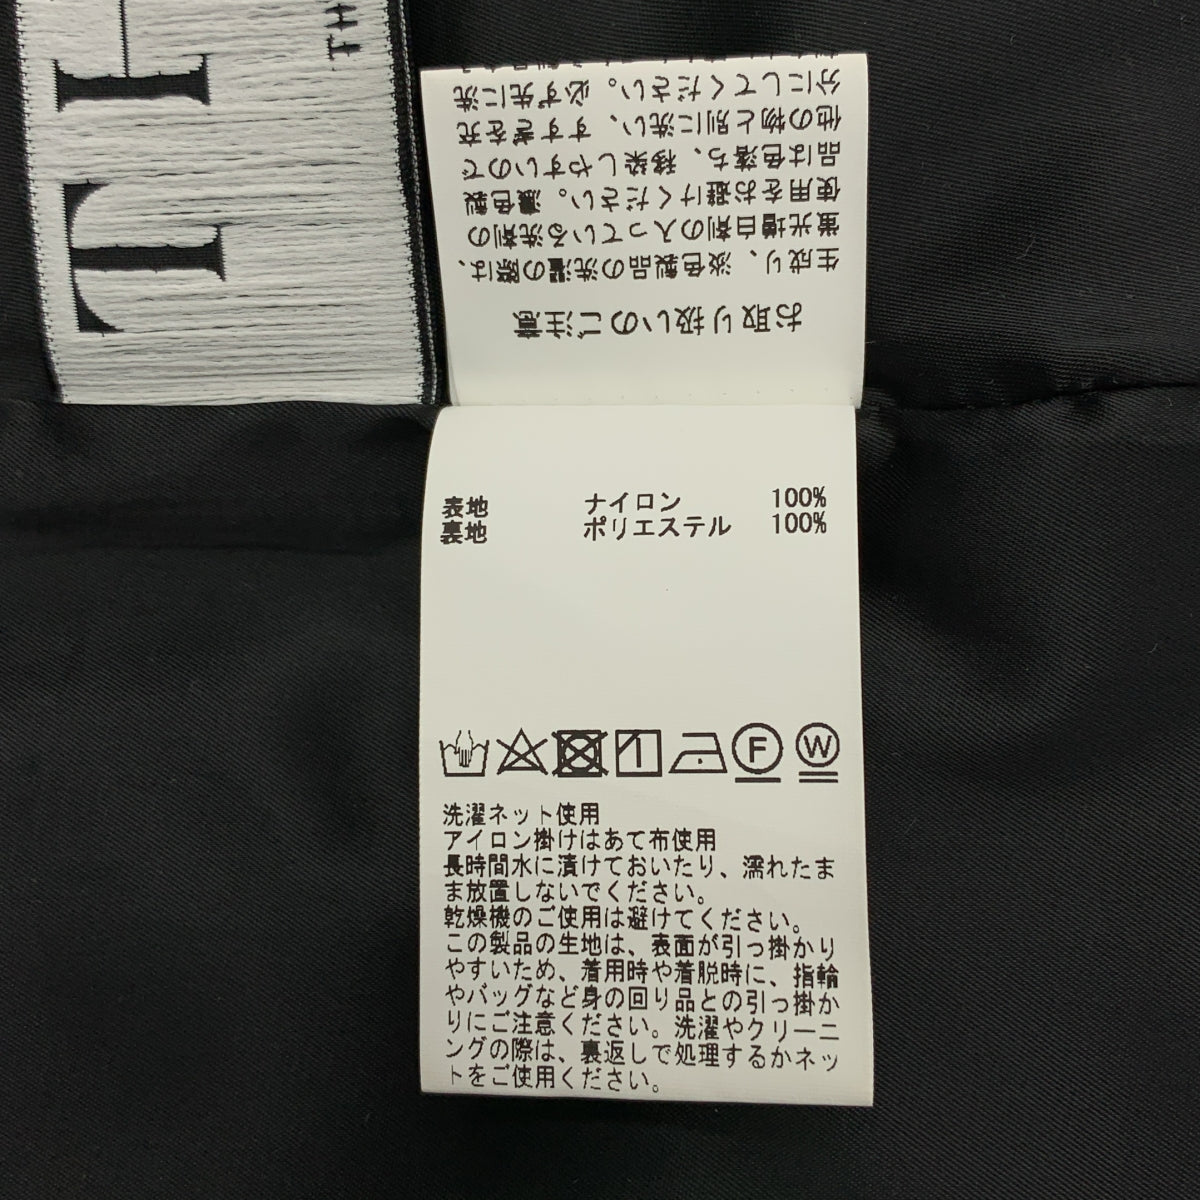 お取り扱いのご注意
生成り、淡色製品の洗濯の際は、
蛍光増白剤の入っている洗剤の
使用をお避けください。濃色製
品は色落ち、移染しやすいので
他の物と別に洗い、すすぎを充
分にしてください。必ず先に洗
表地 ナイロン 100%
裏地 ポリエステル 100%
F W
洗濯ネット使用
アイロン掛けはあて布使用
長時間水に漬けておいたり、濡れたま
ま放置しないでください。
乾燥機のご使用は避けてください。
この製品の生地は、表面が引っ掛かり
やすいため、着用時や着脱時に、指輪
やバッグなど身の回り品との引っ掛か
りにご注意ください。洗濯やクリーニ
ングの際は、裏返しで処理するかネッ
トをご使用ください。